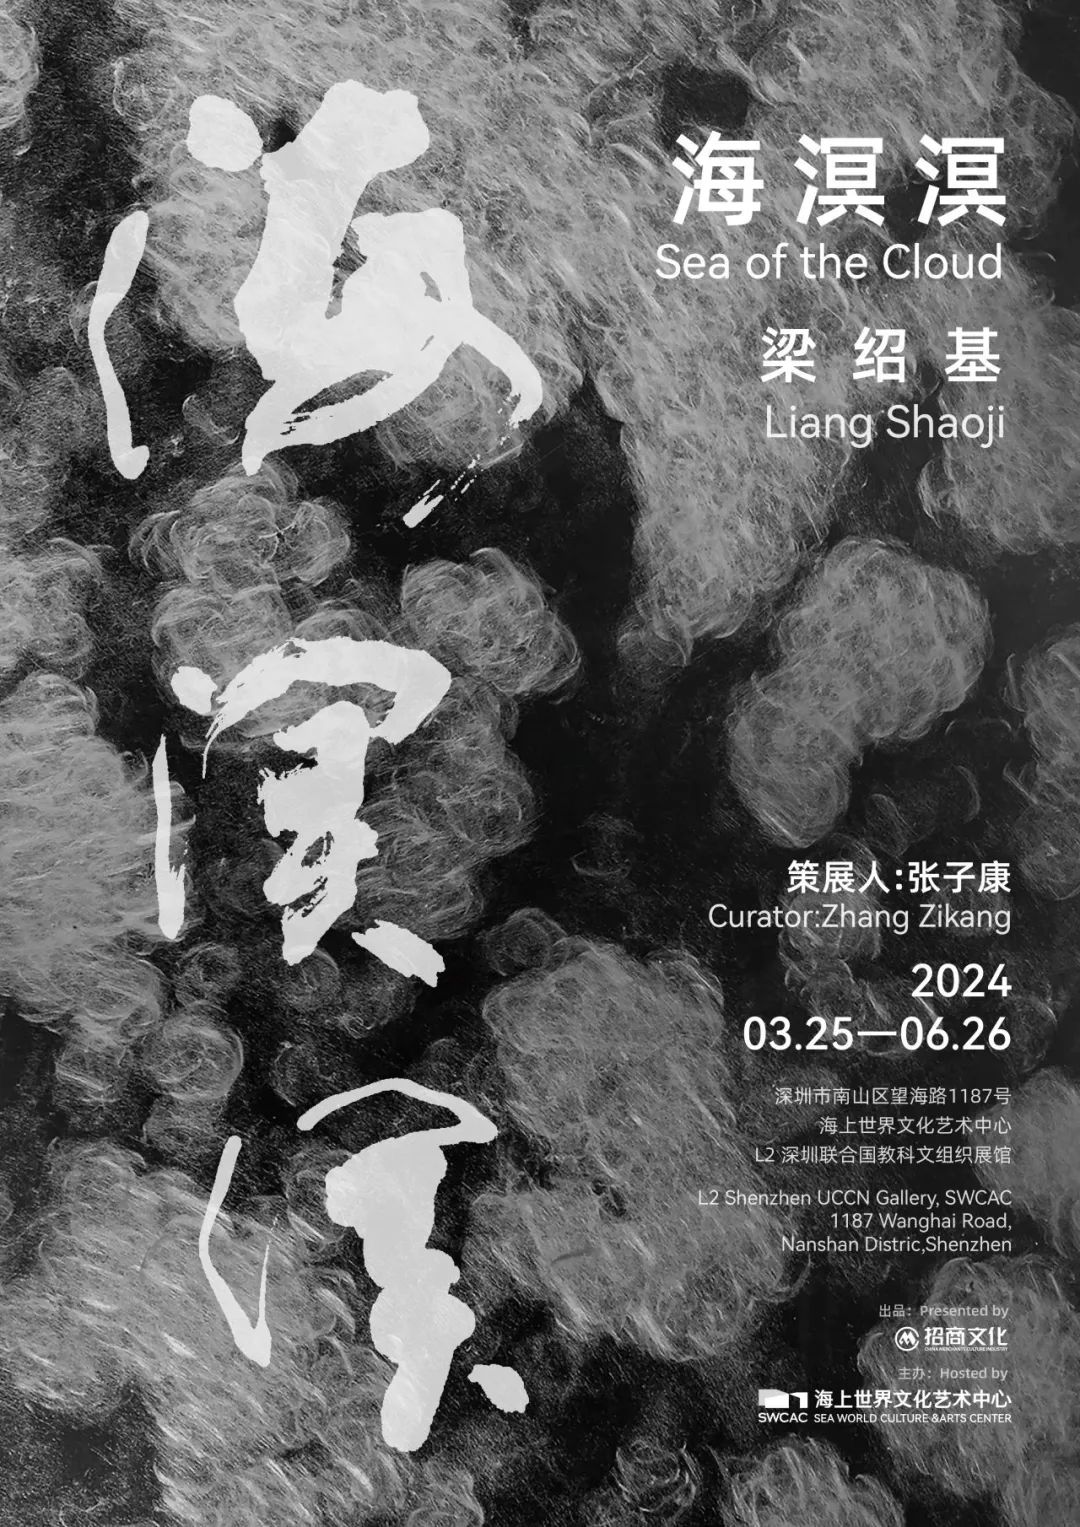 海溟溟
海溟溟
Sea of the Cloud
梁绍基
Liang Shaoji
策展人:张子康
Curator:Zhang Zikang
2024
03.25—06.26
深圳市南山区望海路1187号
海上世界文化艺术中心
L2 深圳联合国教科文组织展馆
L2 Shenzhen UCCN Gallery, SWCAC
1187 Wanghai Road,
Nanshan Distric,Shenzhen
出品：Presented by
招商文化
CHINA MERCHANTS CULTURE INDUSTRY
主办：Hosted by
海上世界文化艺术中心
SWCAC SEA WORLD CULTURE &ARTS CENTER